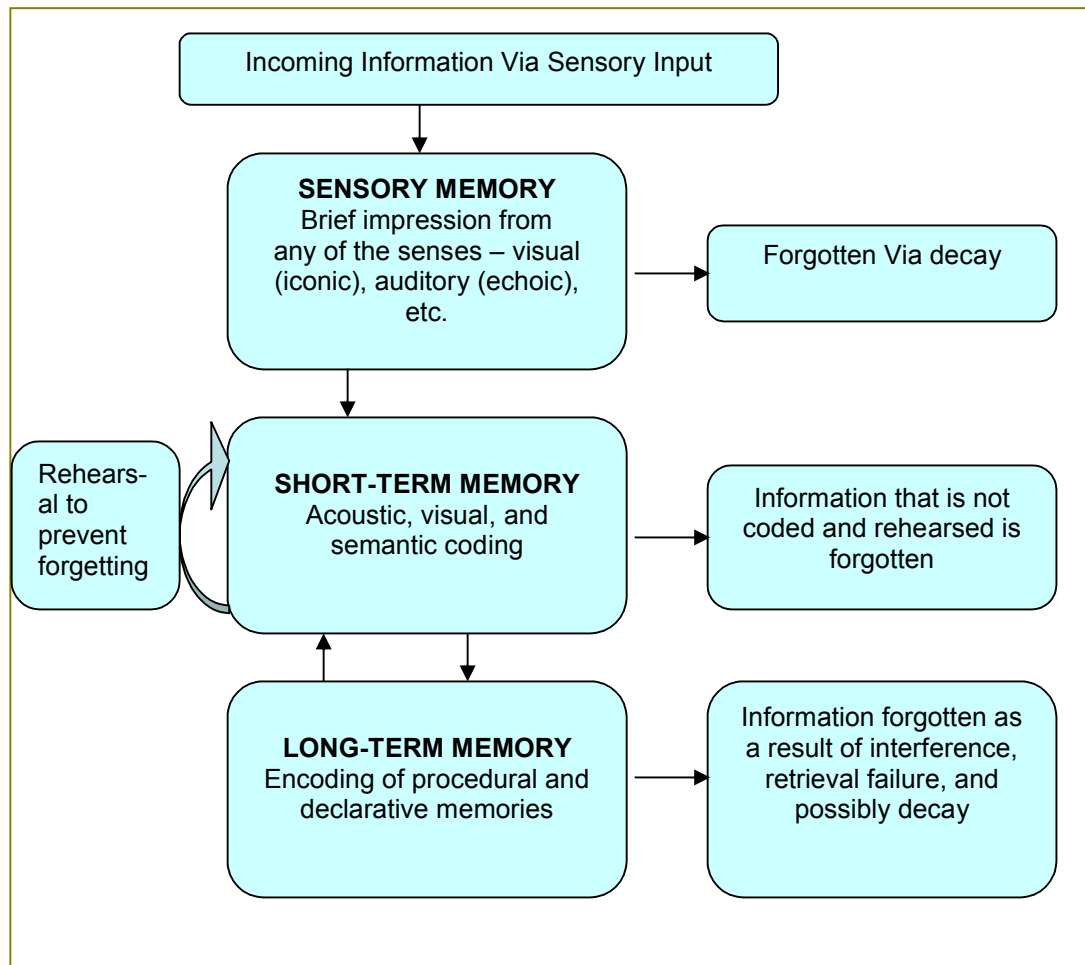 Incoming Information Via Sensory Input
SENSORY MEMORY
Brief impression from
any of the senses – visual
(iconic), auditory (echoic),
etc.
Forgotten Via decay
Rehears-
al to
prevent
forgetting
SHORT-TERM MEMORY
Acoustic, visual, and
semantic coding
Information that is not
coded and rehearsed is
forgotten
LONG-TERM MEMORY
Encoding of procedural and
declarative memories
Information forgotten as
a result of interference,
retrieval failure, and
possibly decay